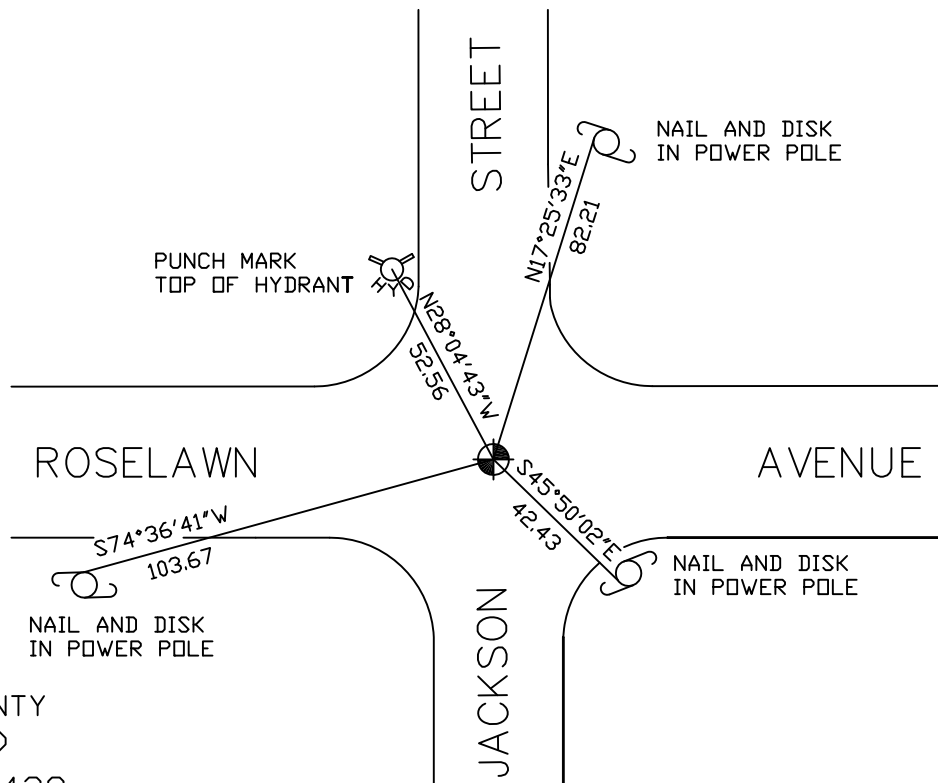 STREET
NAIL AND DISK
IN POWER POLE
N17°25'33"E
82.21
PUNCH MARK
TOP OF HYDRANT
HYD
N28°04'43"W
52.56
ROSELAWN
AVENUE
S45°50'02"E
42.43
S74°36'41"W
103.67
NAIL AND DISK
IN POWER POLE
NAIL AND DISK
IN POWER POLE
JACKSON
NTY